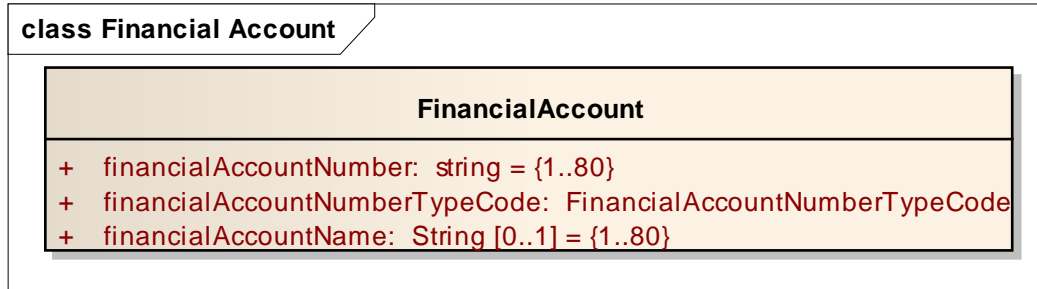 class Financial Account
FinancialAccount
+ financialAccountNumber: string = {1..80}
+ financialAccountNumberTypeCode: FinancialAccountNumberTypeCode
+ financialAccountName: String [0..1] = {1..80}